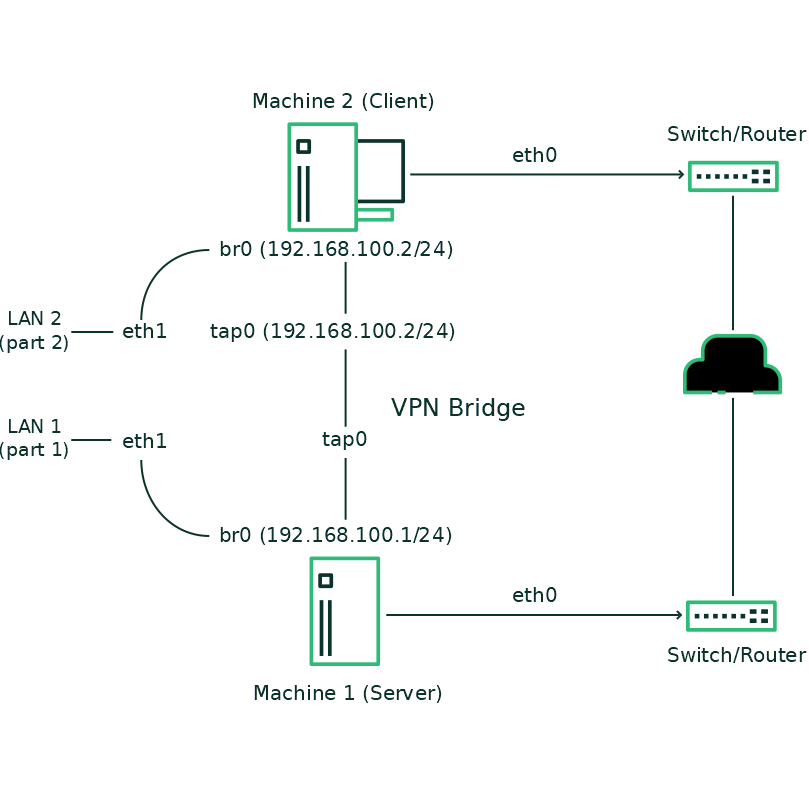 Machine 2 (Client)
Switch/Router
eth0
br0 (192.168.100.2/24)
LAN 2
(part 2)
eth1
tap0 (192.168.100.2/24)
VPN Bridge
LAN 1
(part 1)
eth1
tap0
br0 (192.168.100.1/24)
eth0
Switch/Router
Machine 1 (Server)